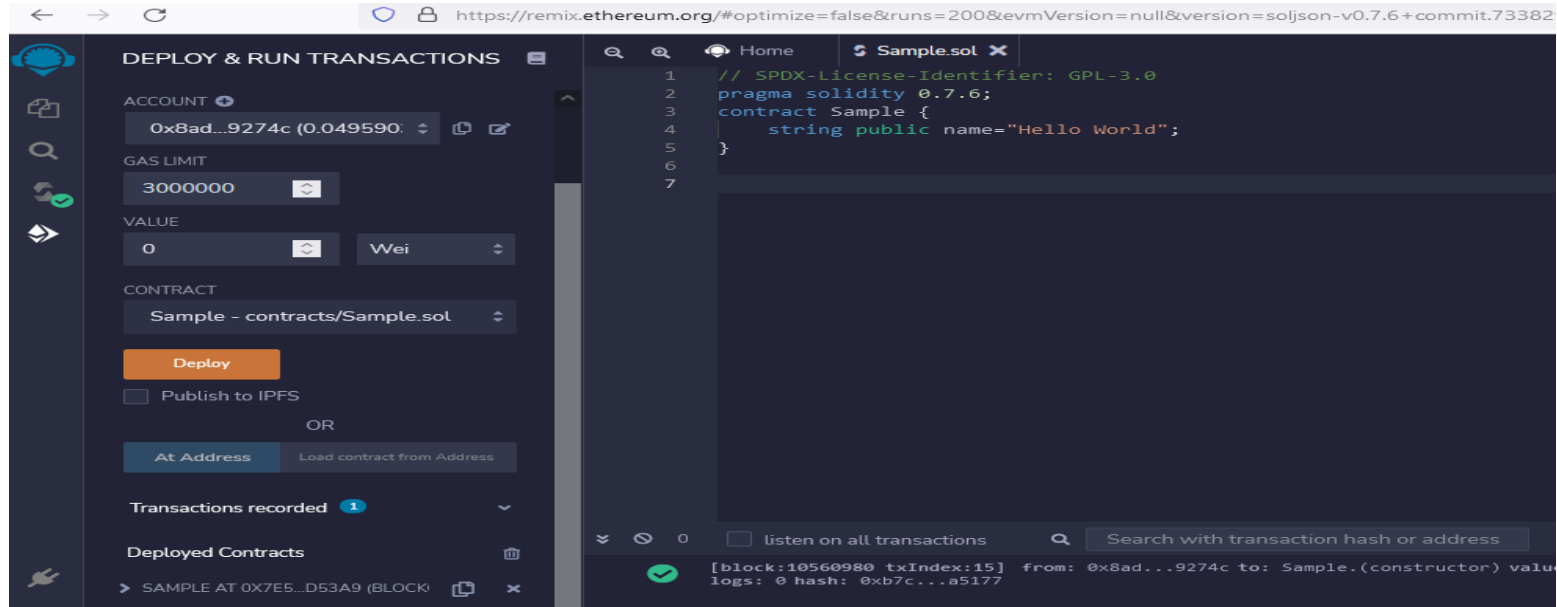 https://remix.ethereum.org/#optimize=false&runs=200&evmVersion=null&version=soljson-v0.7.6+commit.73382
DEPLOY & RUN TRANSACTIONS
ACCOUNT
0x8ad...9274c (0.049590
GAS LIMIT
3000000
VALUE
0 Wei
CONTRACT
Sample - contracts/Sample.sol
Deploy
Publish to IPFS
OR
At Address Load contract from Address
Transactions recorded 1
Deployed Contracts
SAMPLE AT 0X7E5...D53A9 (BLOCK
Home Sample.sol
1 // SPDX-License-Identifier: GPL-3.0
2 pragma solidity 0.7.6;
3 contract Sample {
4 string public name="Hello World";
5 }
6
7
0 listen on all transactions Search with transaction hash or address
[block:10560980 txIndex:15] from: 0x8ad...9274c to: Sample.(constructor) valu
logs: 0 hash: 0xb7c...a5177